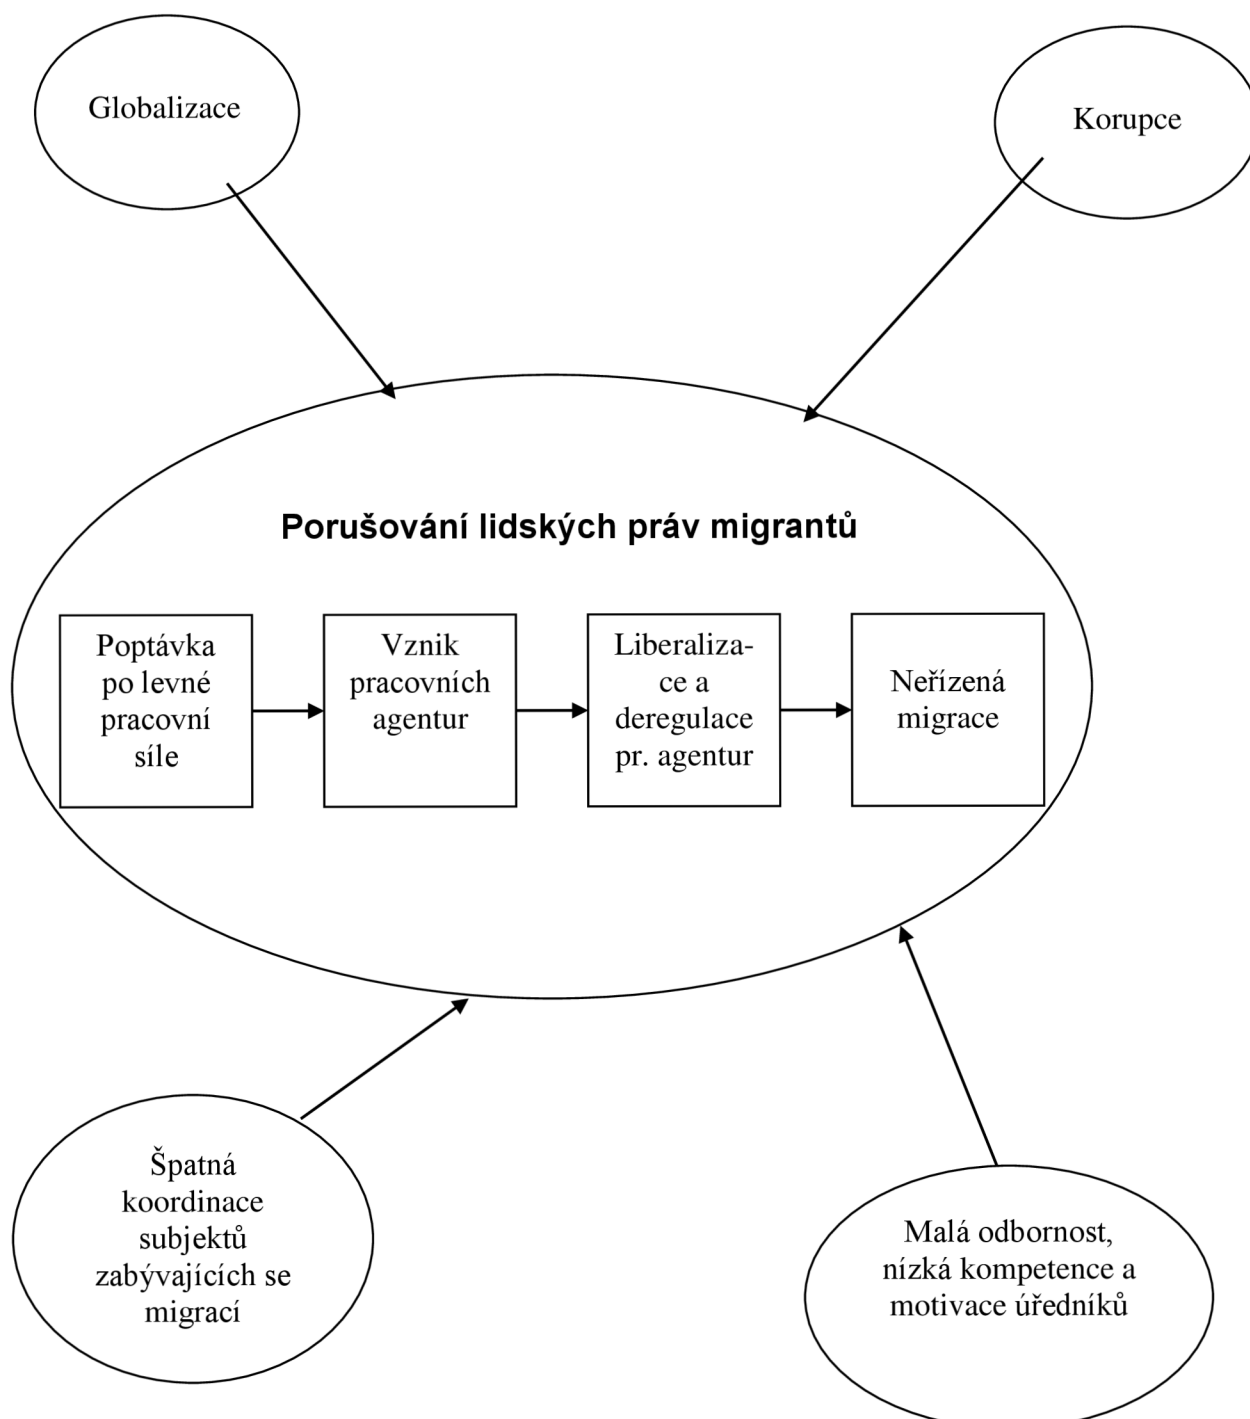 Globalizace
Korupce
Porušování lidských práv migrantů
Poptávka
po levné
pracovní
síle
Vznik
pracovních
agentur
Liberaliza-
ce a
deregulace
pr. agentur
Neřízená
migrace
Špatná
koordinace
subjektů
zabývajících se
migrací
Malá odbornost,
nízká kompetence a
motivace úředníků